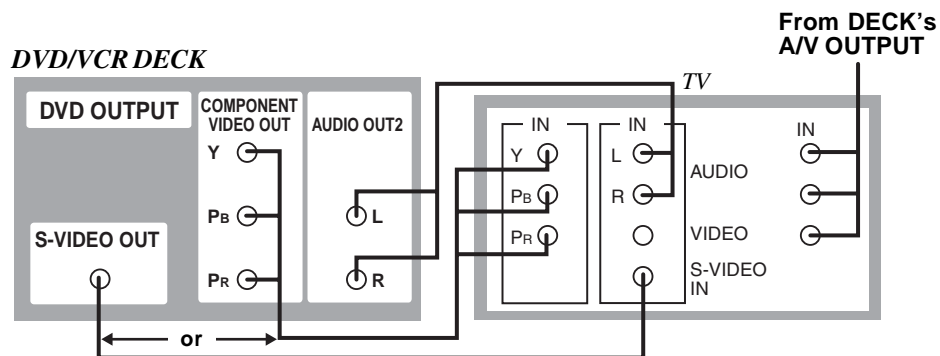 From DECK's
A/V OUTPUT
DVD/VCR DECK
TV
DVD OUTPUT
COMPONENT
VIDEO OUT
AUDIO OUT2
Y
PB
PR
L
R
S-VIDEO OUT
or
IN
Y
PB
PR
IN
L
R
AUDIO
VIDEO
S-VIDEO
IN
IN